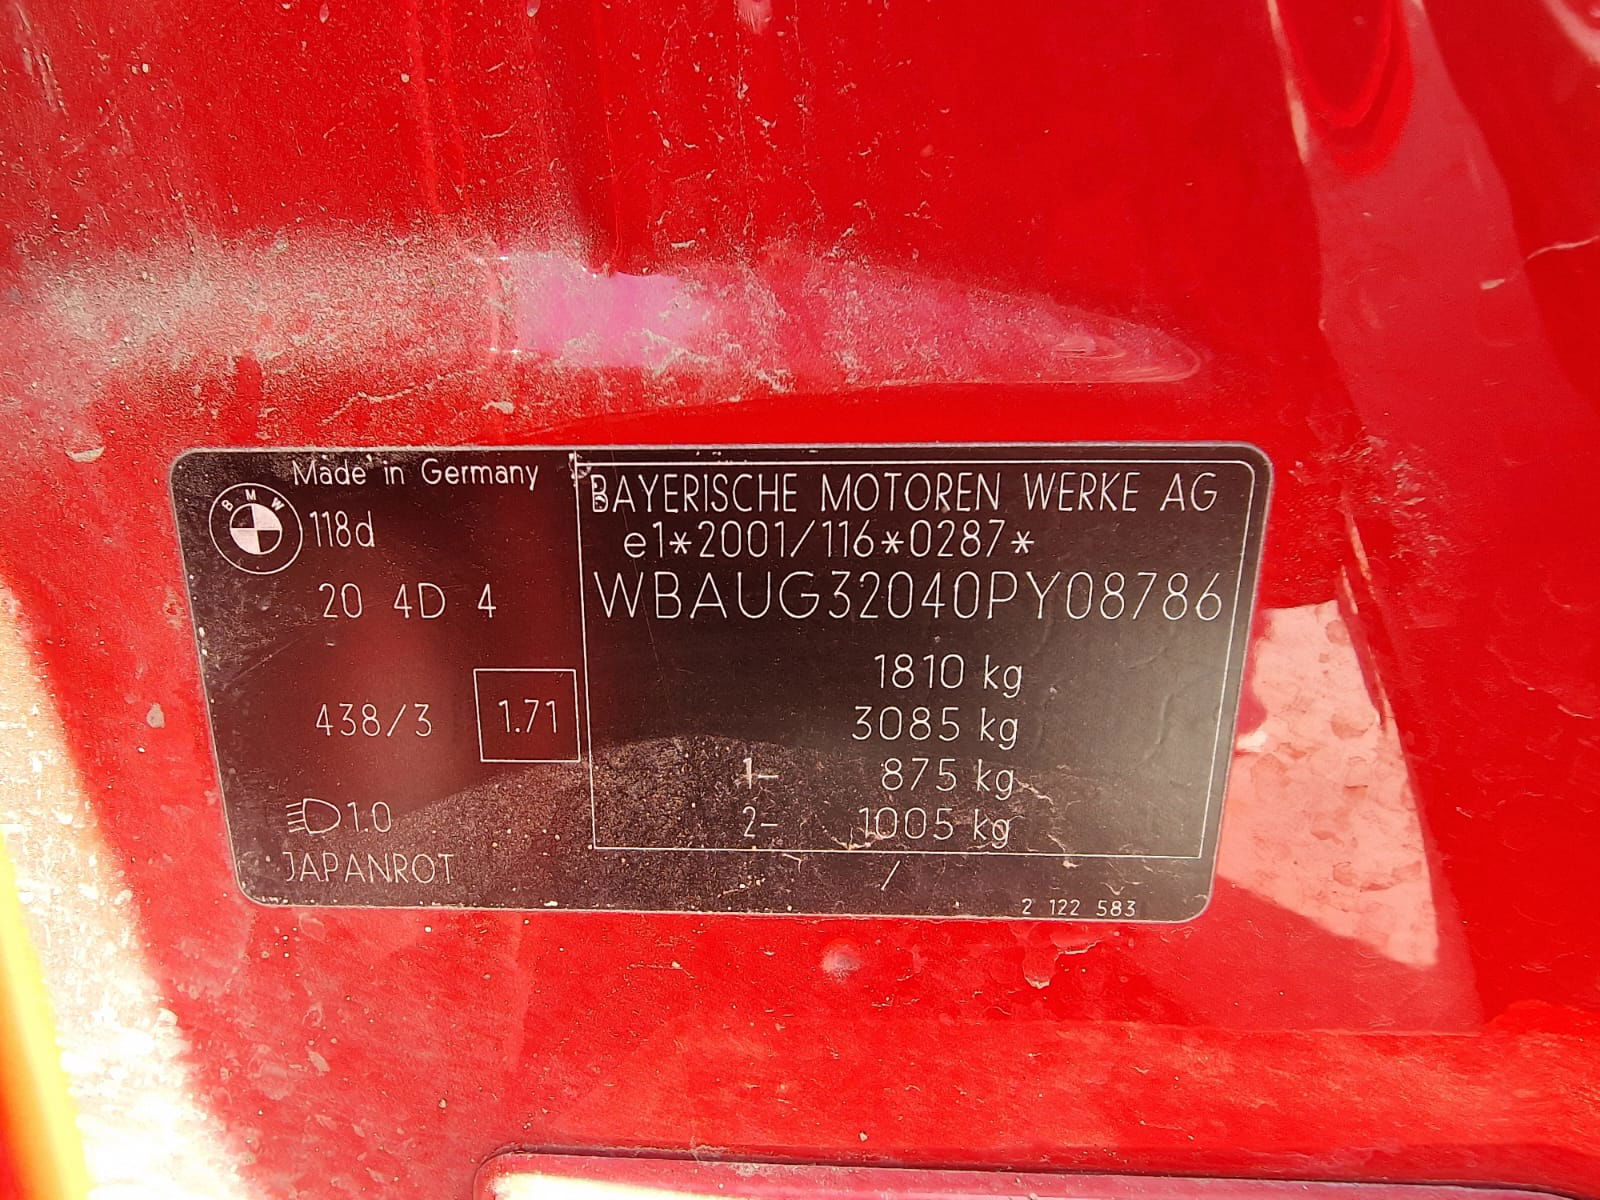 Made in Germany
BMW
118d
20 4D 4
438/3 1.71
1.0
JAPANROT
BAYERISCHE MOTOREN WERKE AG
e1*2001/116*0287*
WBAUG32040PY08786
1810 kg
3085 kg
1- 875 kg
2- 1005 kg
/
2 122 583